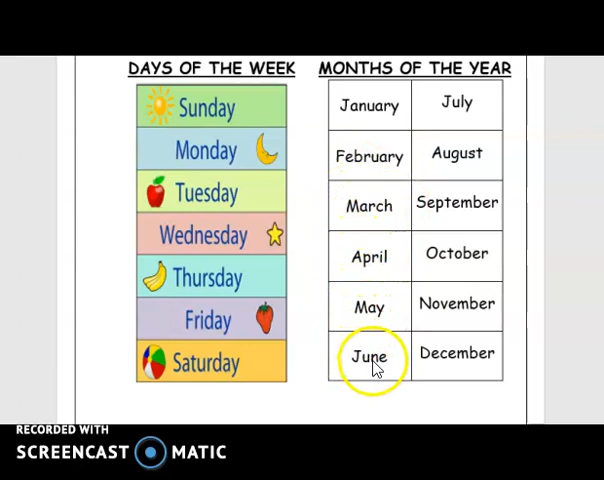 DAYS OF THE WEEK
Sunday
Monday
Tuesday
Wednesday
Thursday
Friday
Saturday
MONTHS OF THE YEAR
January
February
March
April
May
June
July
August
September
October
November
December
RECORDED WITH
SCREENCAST MATIC